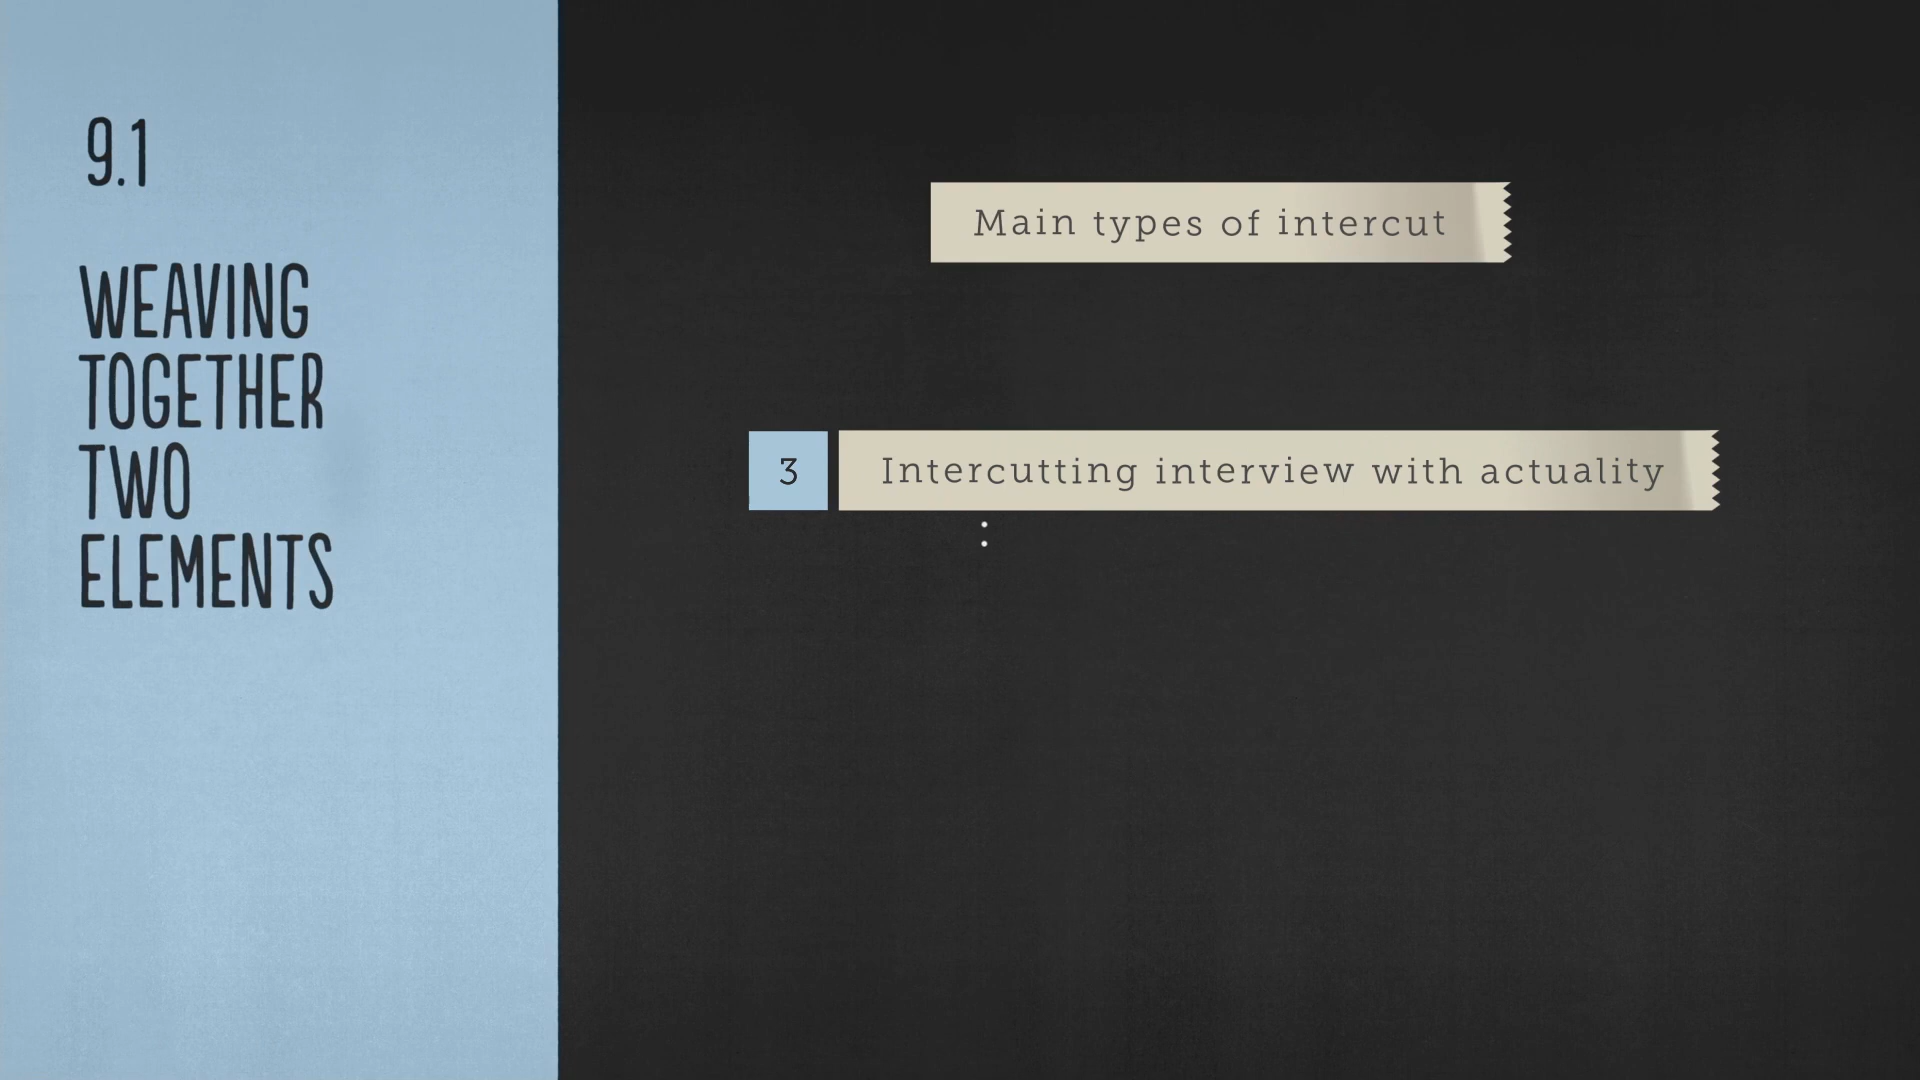 9.1
WEAVING
TOGETHER
TWO
ELEMENTS
Main types of intercut
3 Intercutting interview with actuality